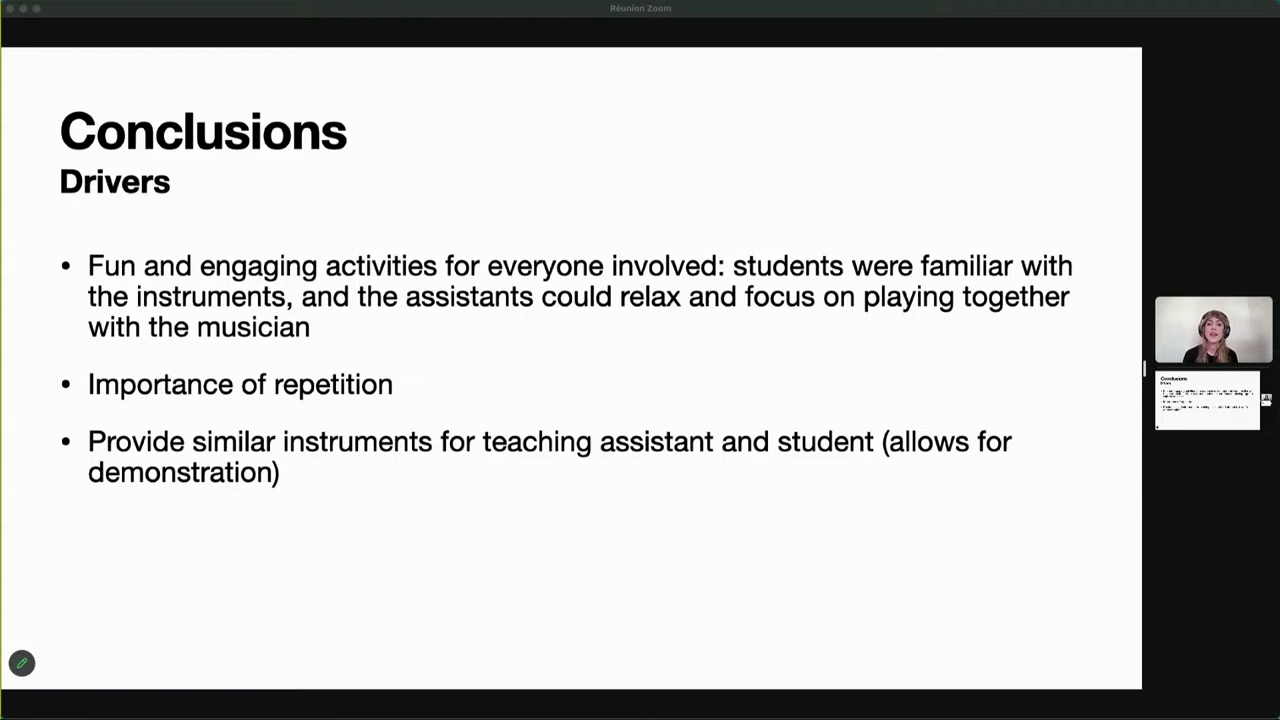 Réunion Zoom
Conclusions
Drivers
• Fun and engaging activities for everyone involved: students were familiar with
the instruments, and the assistants could relax and focus on playing together
with the musician
• Importance of repetition
• Provide similar instruments for teaching assistant and student (allows for
demonstration)
Conclusions